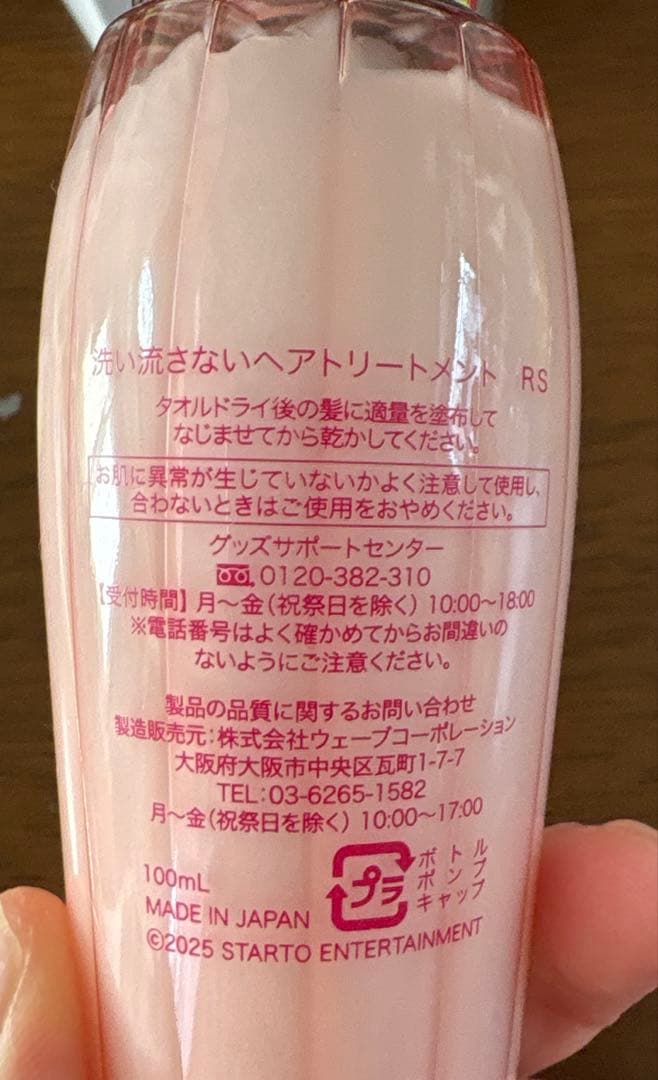 洗い流さないヘアトリートメント RS
タオルドライ後の髪に適量を塗布して
なじませてから乾かしてください。
お肌に異常が生じていないかよく注意して使用し、
合わないときはご使用をおやめください。
グッズサポートセンター
0120-382-310
【受付時間】月～金(祝祭日を除く) 10:00～18:00
※電話番号はよく確かめてからお間違いの
ないようにご注意ください。
製品の品質に関するお問い合わせ
製造販売元:株式会社ウェーブコーポレーション
大阪府大阪市中央区瓦町1-7-7
TEL:03-6265-1582
月～金(祝祭日を除く) 10:00～17:00
100mL
MADE IN JAPAN
©2025 STARTO ENTERTAINMENT
プラ
ボトル
ポンプ
キャップ